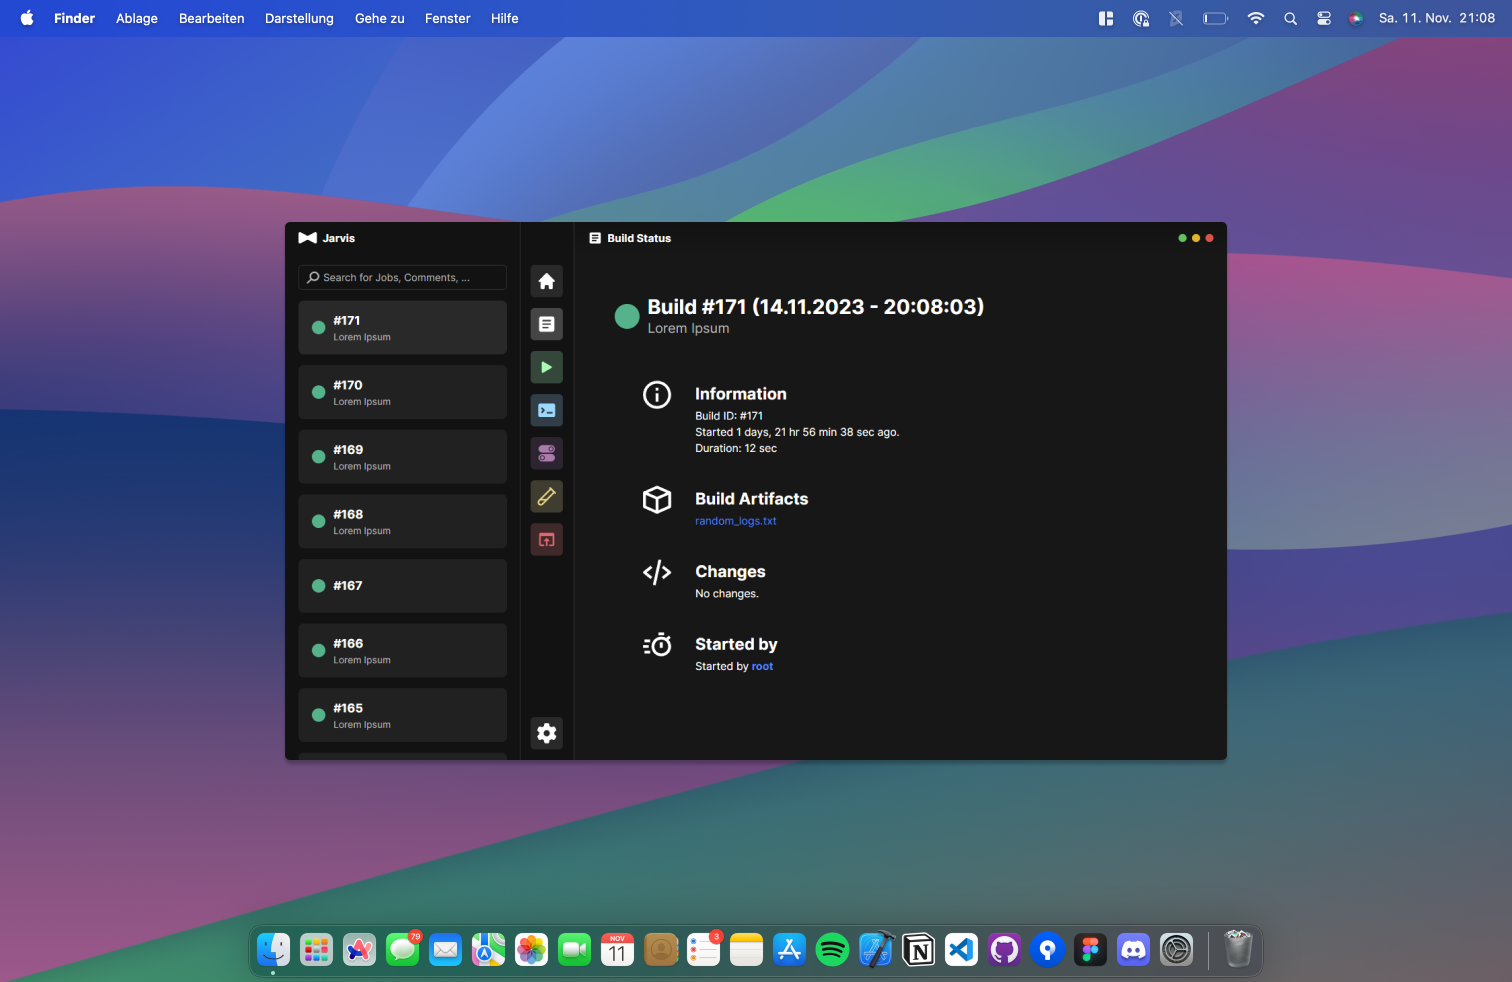 Finder Ablage Bearbeiten Darstellung Gehe zu Fenster Hilfe
Sa. 11. Nov. 21:08
Jarvis
Build Status
Search for Jobs, Comments, ...
#171
Lorem Ipsum
#170
Lorem Ipsum
#169
Lorem Ipsum
#168
Lorem Ipsum
#167
#166
Lorem Ipsum
#165
Lorem Ipsum
Build #171 (14.11.2023 - 20:08:03)
Lorem Ipsum
Information
Build ID: #171
Started 1 days, 21 hr 56 min 38 sec ago.
Duration: 12 sec
Build Artifacts
random_logs.txt
Changes
No changes.
Started by
Started by root
79
NOV
11
3